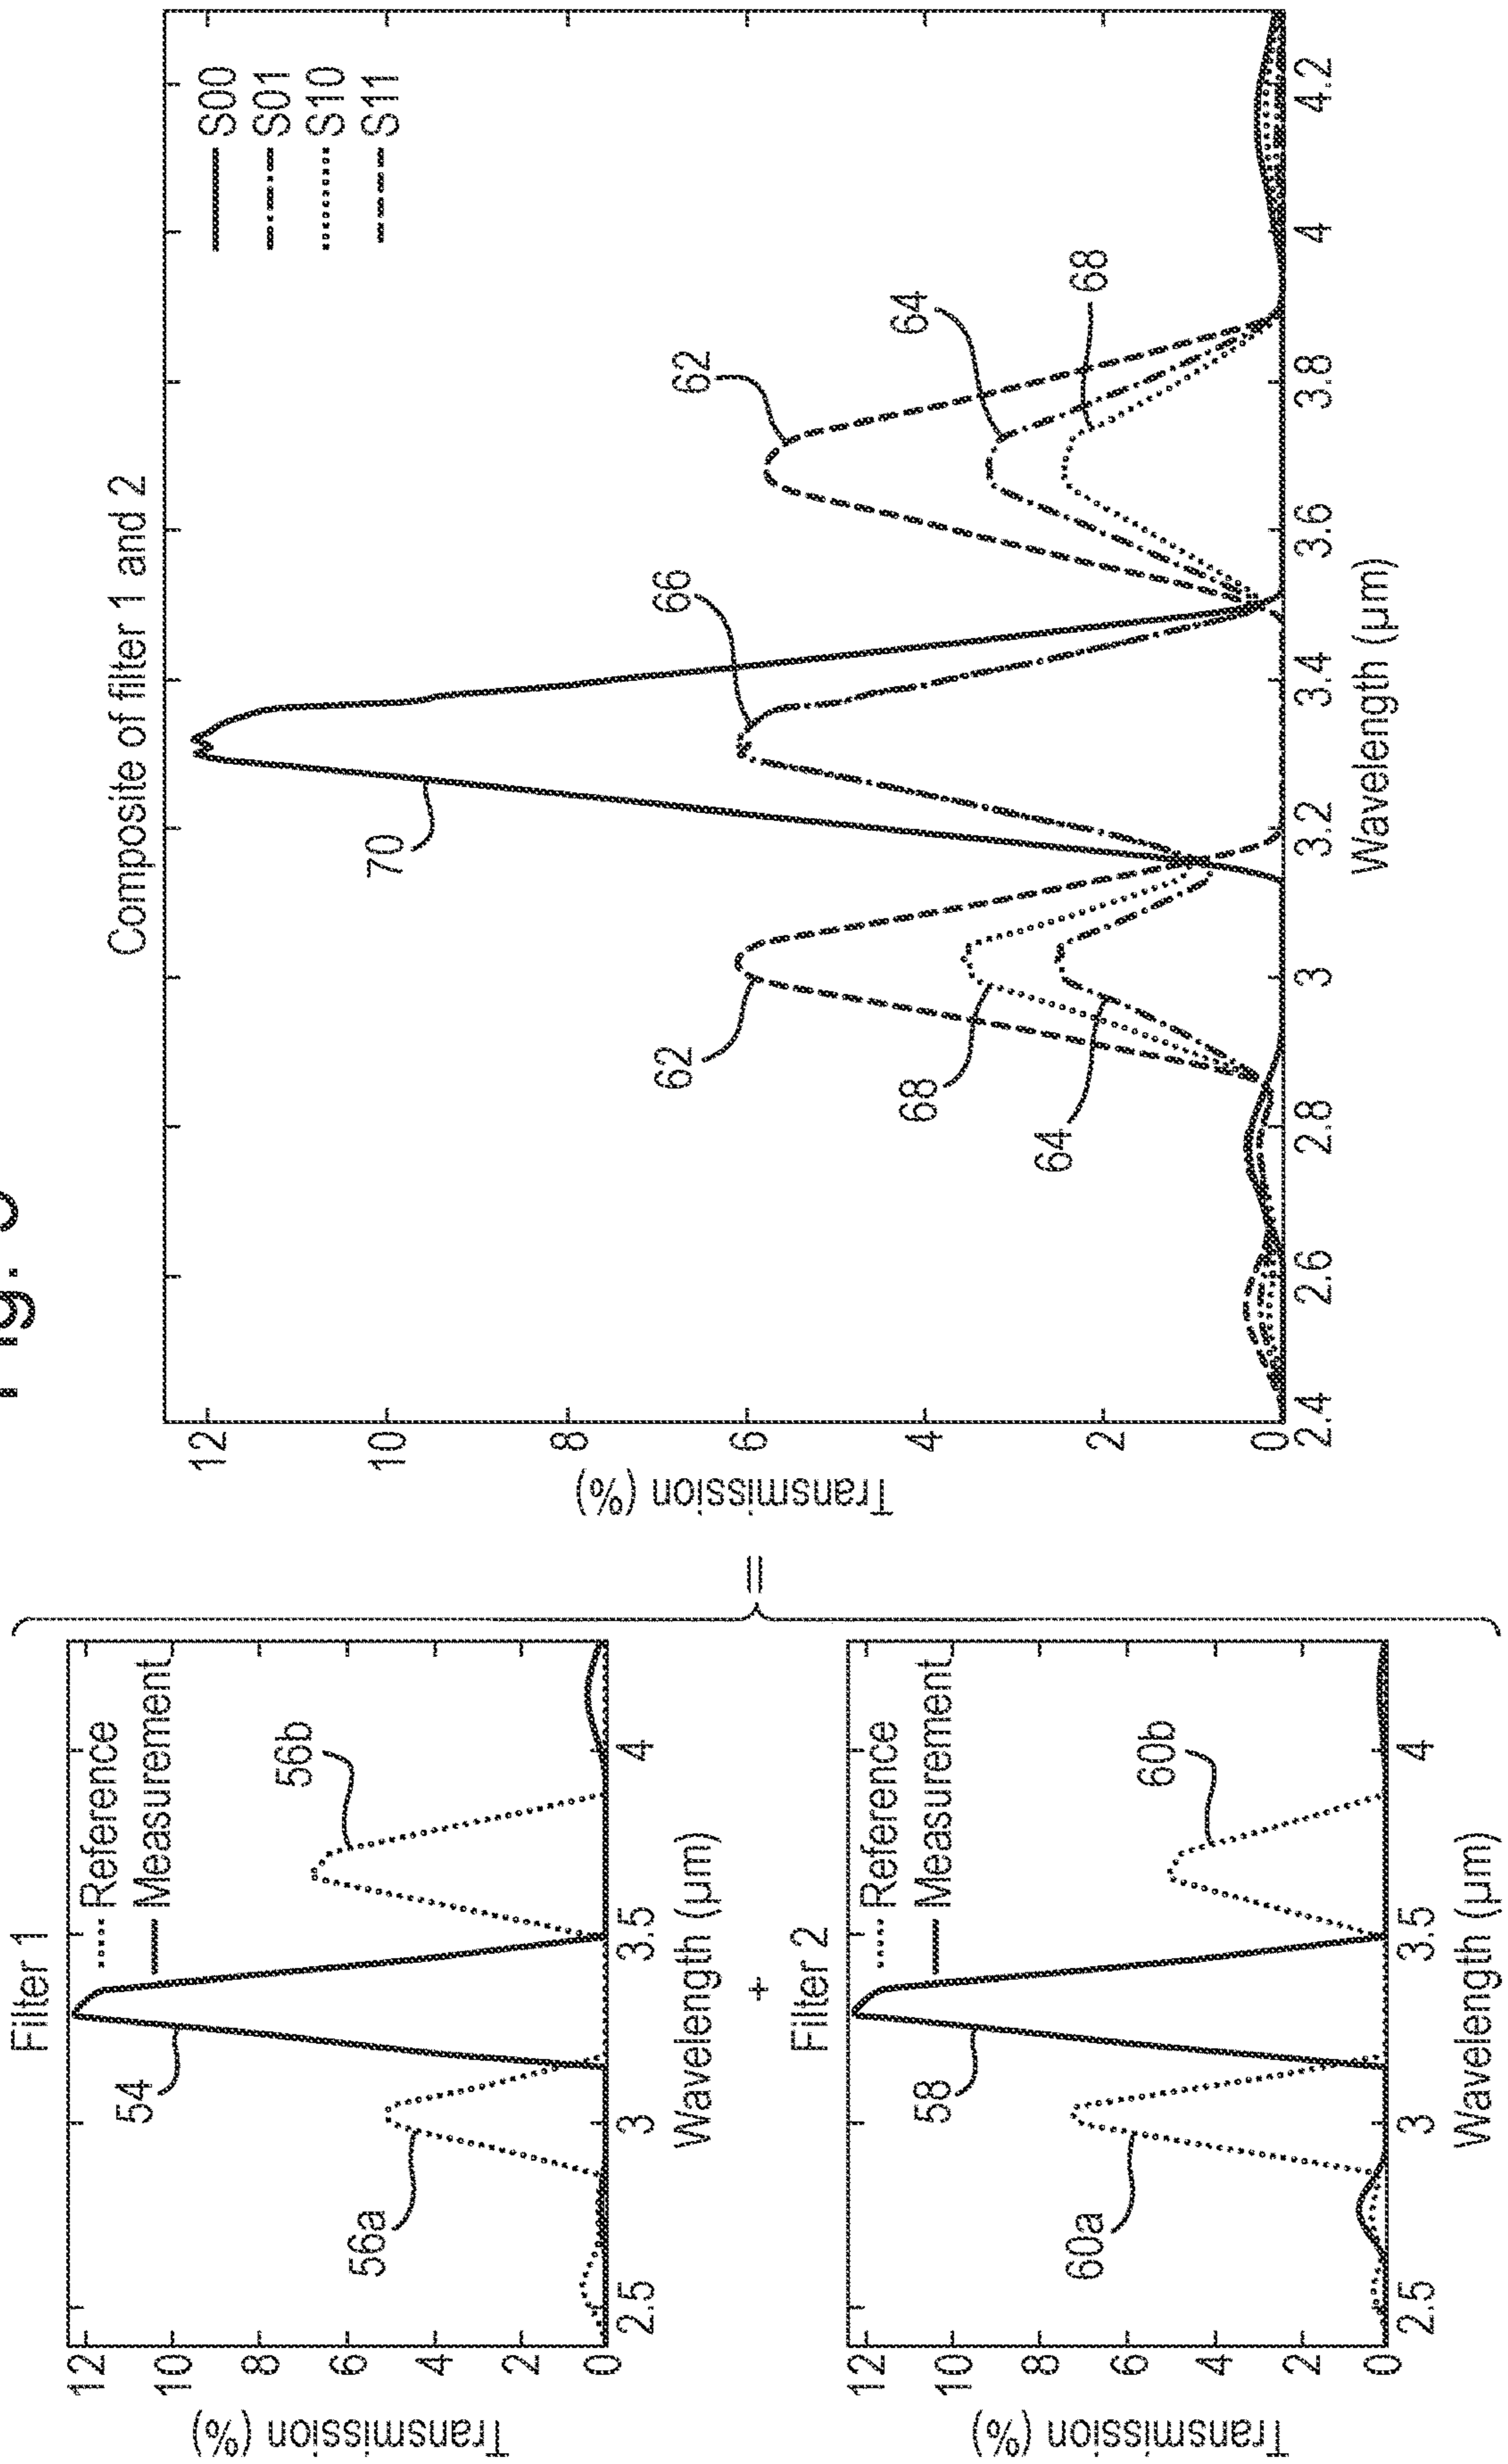 Filter 1
Transmission (%)
12
10
8
6
4
2
0
Reference
Measurement
54
56a
56b
2.5
3
3.5
4
Wavelength (µm)
+
Filter 2
Transmission (%)
12
10
8
6
4
2
0
Reference
Measurement
58
60a
60b
2.5
3
3.5
4
Wavelength (µm)
=
Composite of filter 1 and 2
Transmission (%)
12
10
8
6
4
2
0
S00
S01
S10
S11
70
66
62
62
64
68
68
64
2.4
2.6
2.8
3
3.2
3.4
3.6
3.8
4
4.2
Wavelength (µm)